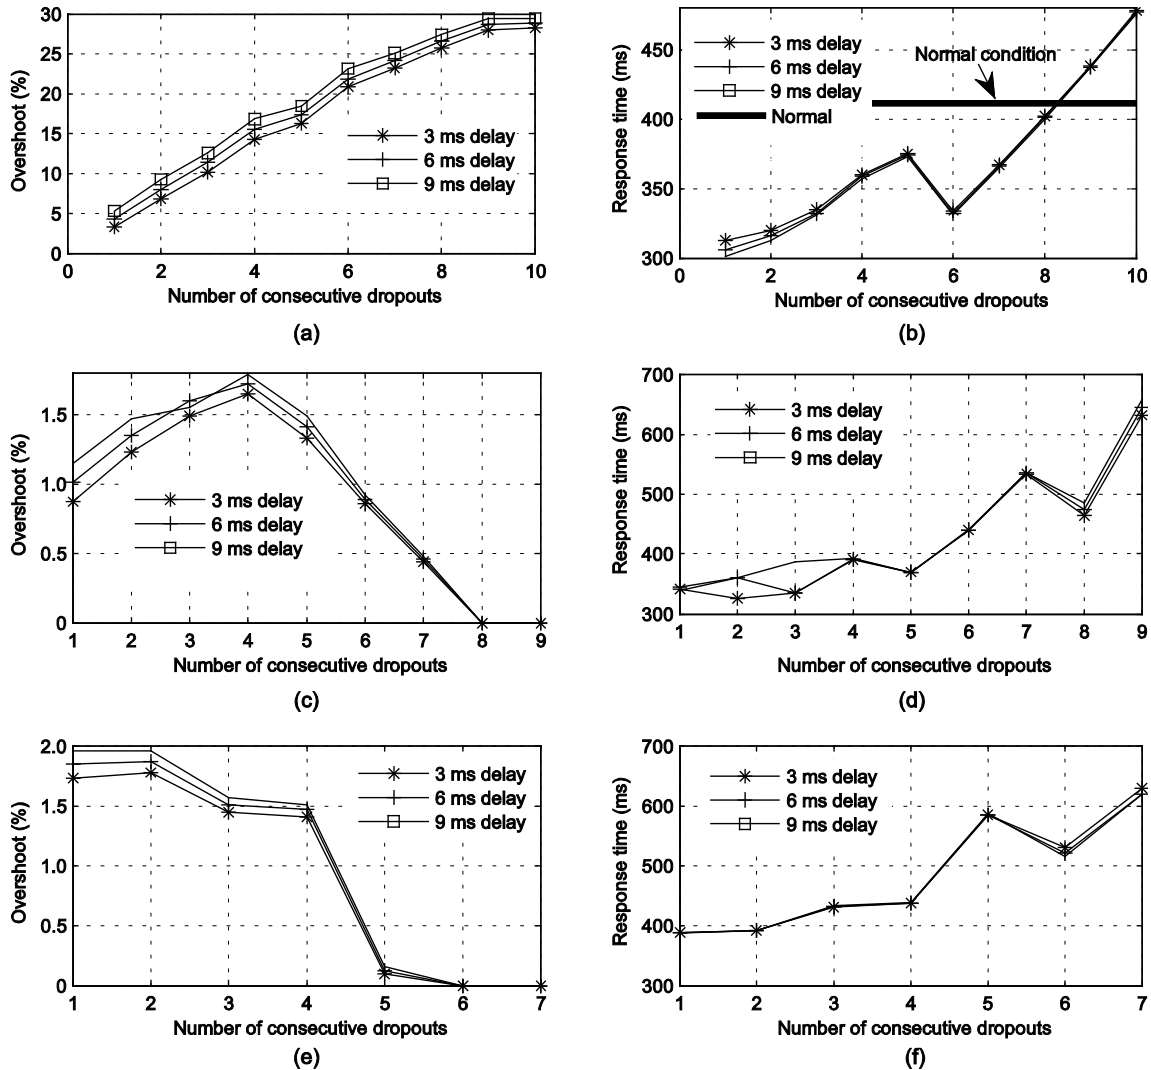 30
25
20
15
10
5
0
Overshoot (%)
3 ms delay
6 ms delay
9 ms delay
0 2 4 6 8 10
Number of consecutive dropouts
(a)
450
400
350
300
Response time (ms)
3 ms delay
6 ms delay
9 ms delay
Normal
Normal condition
0 2 4 6 8 10
Number of consecutive dropouts
(b)
1.5
1.0
0.5
0
Overshoot (%)
3 ms delay
6 ms delay
9 ms delay
1 2 3 4 5 6 7 8 9
Number of consecutive dropouts
(c)
700
600
500
400
300
Response time (ms)
3 ms delay
6 ms delay
9 ms delay
1 2 3 4 5 6 7 8 9
Number of consecutive dropouts
(d)
2.0
1.5
1.0
0.5
0
Overshoot (%)
3 ms delay
6 ms delay
9 ms delay
1 2 3 4 5 6 7
Number of consecutive dropouts
(e)
700
600
500
400
300
Response time (ms)
3 ms delay
6 ms delay
9 ms delay
1 2 3 4 5 6 7
Number of consecutive dropouts
(f)